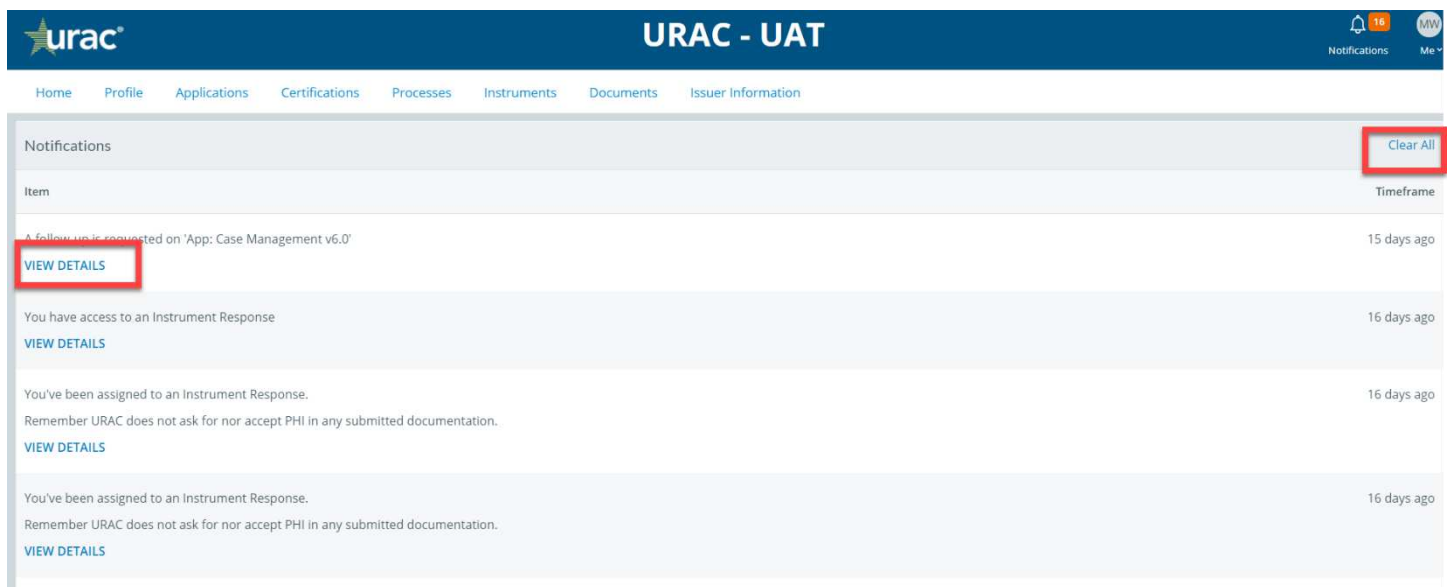 urac®
URAC - UAT
16
MW
Notifications
Me
Home Profile Applications Certifications Processes Instruments Documents Issuer Information
Notifications
Clear All
Item
Timeframe
A follow-up is requested on 'App: Case Management v6.0'
15 days ago
VIEW DETAILS
You have access to an Instrument Response
16 days ago
VIEW DETAILS
You've been assigned to an Instrument Response.
16 days ago
Remember URAC does not ask for nor accept PHI in any submitted documentation.
VIEW DETAILS
You've been assigned to an Instrument Response.
16 days ago
Remember URAC does not ask for nor accept PHI in any submitted documentation.
VIEW DETAILS